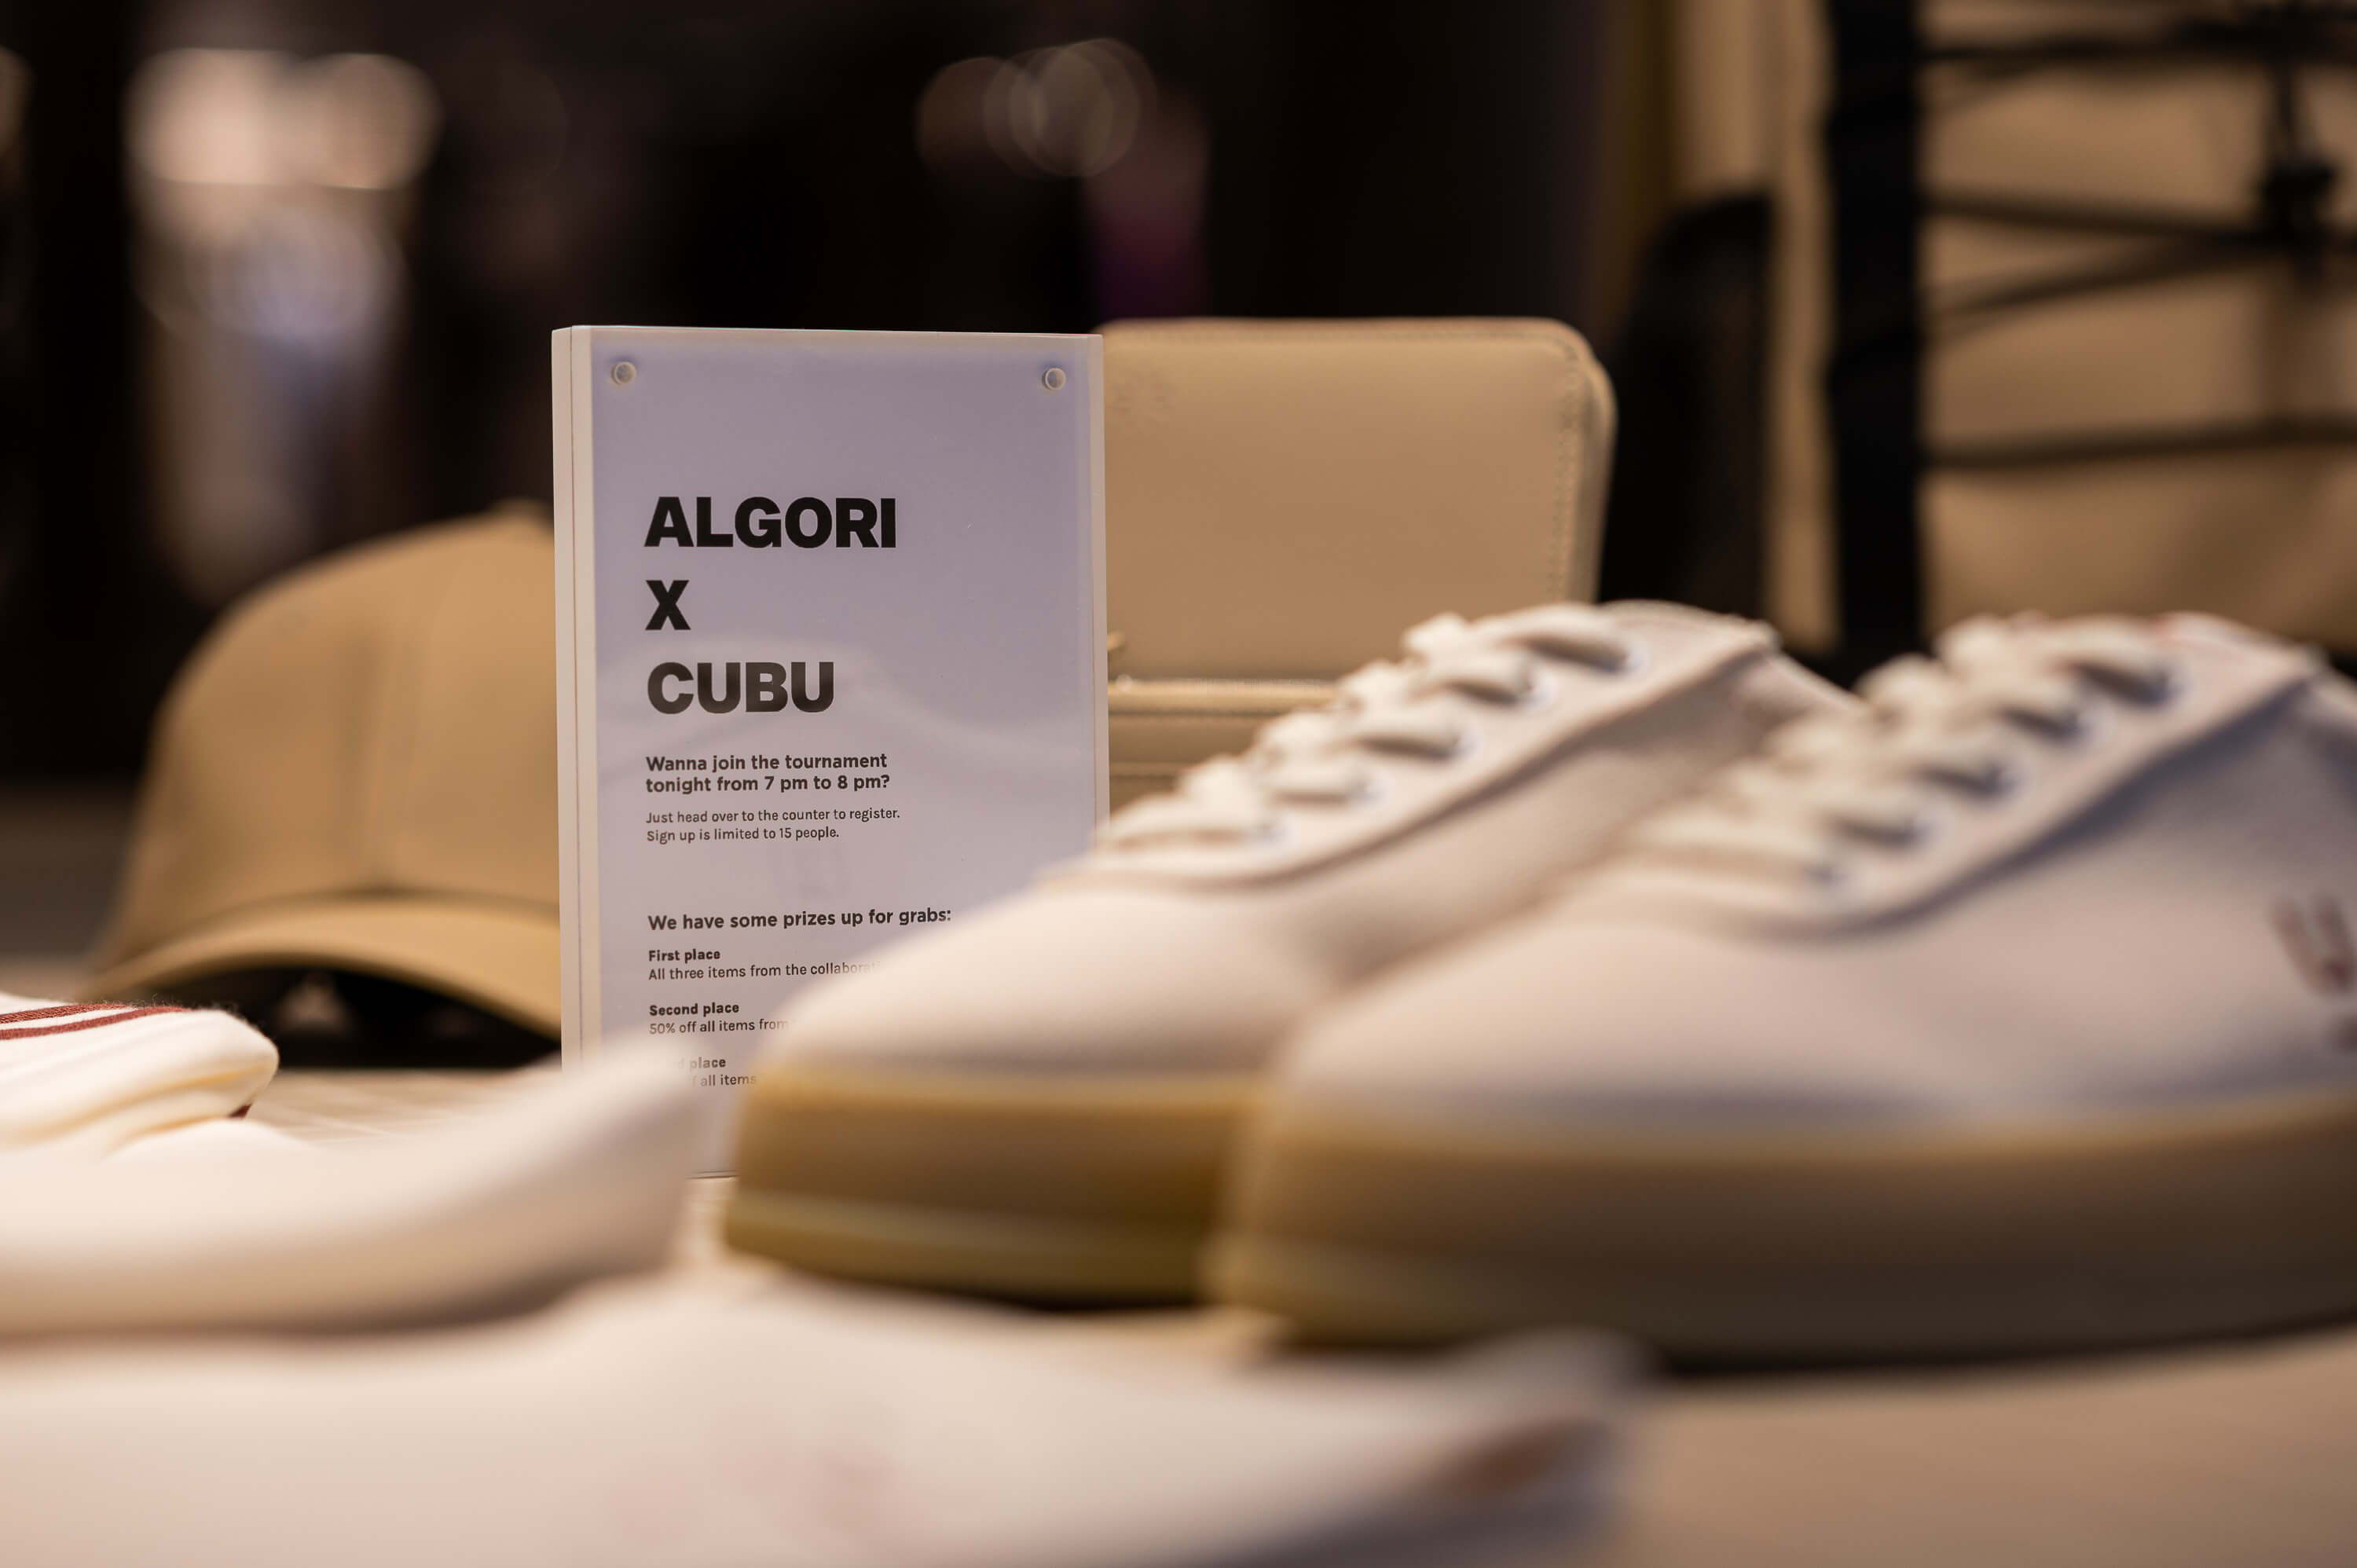 ALGORI
X
CUBU
Wanna join the tournament
tonight from 7 pm to 8 pm?
Just head over to the counter to register.
Sign up is limited to 15 people.
We have some prizes up for grabs:
First place
All three items from the
Second place
50% off all items from
place
all items